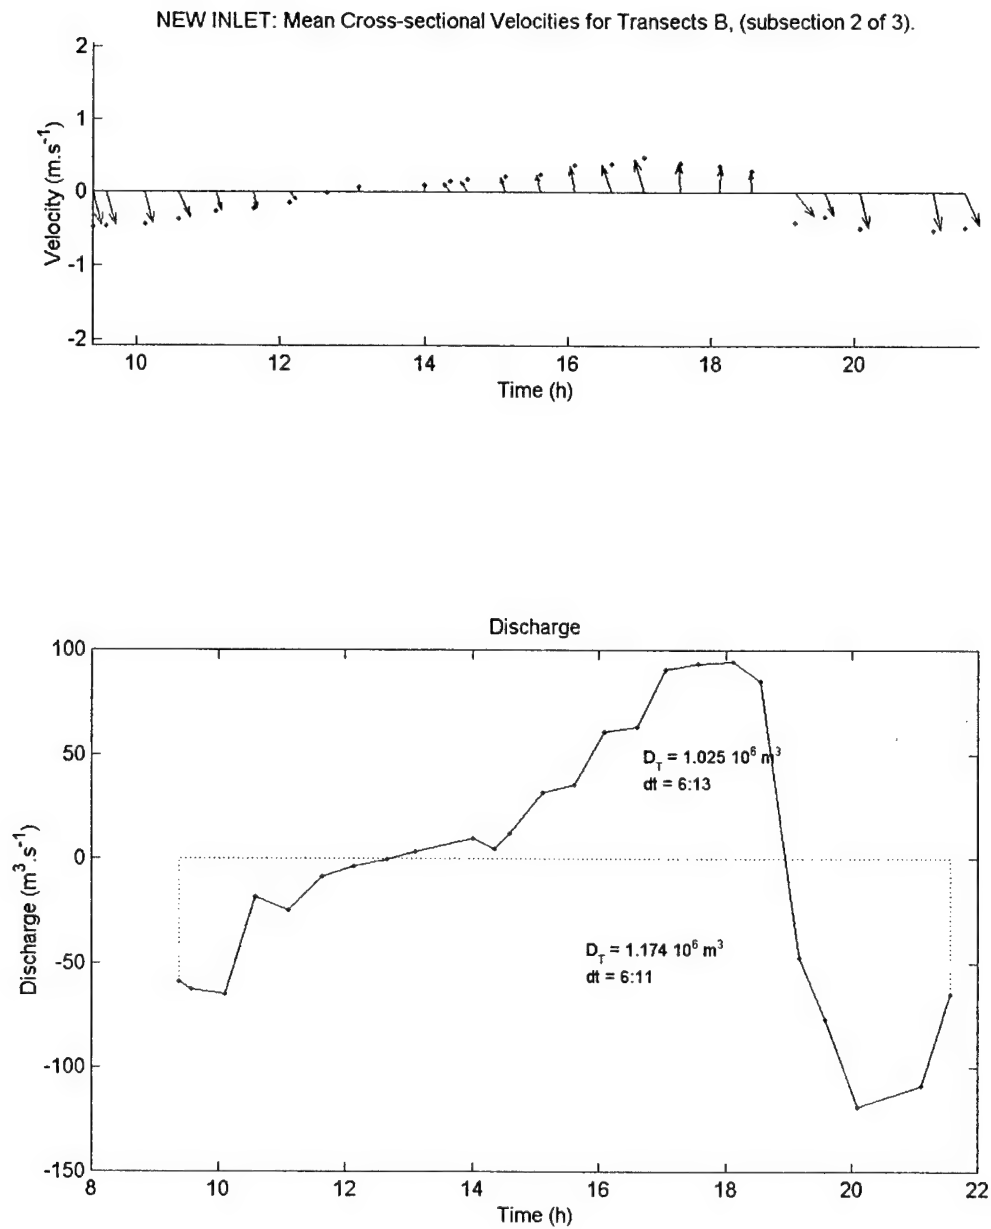 NEW INLET: Mean Cross-sectional Velocities for Transects B, (subsection 2 of 3).
2
1
0
-1
-2
Velocity (m.s⁻¹)
10 12 14 16 18 20
Time (h)
Discharge
100
50
0
-50
-100
-150
Discharge (m³.s⁻¹)
D_T = 1.025 10⁶ m³
dt = 6:13
D_T = 1.174 10⁶ m³
dt = 6:11
8 10 12 14 16 18 20 22
Time (h)